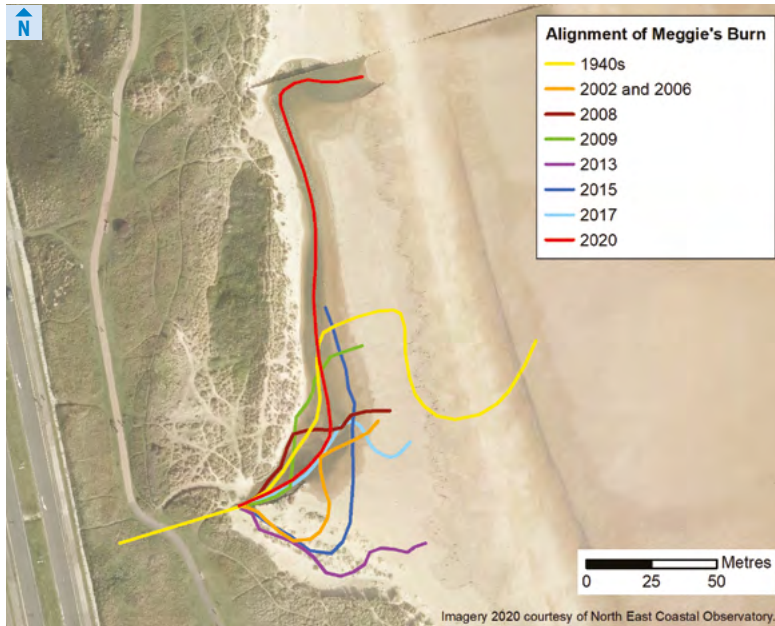 N
Alignment of Meggie's Burn
1940s
2002 and 2006
2008
2009
2013
2015
2017
2020
Metres
0 25 50
Imagery 2020 courtesy of North East Coastal Observatory.